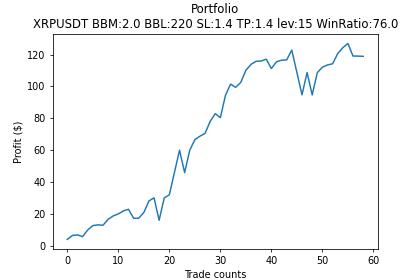 Portfolio
XRPUSDT BBM:2.0 BBL:220 SL:1.4 TP:1.4 lev:15 WinRatio:76.0
120
100
80
60
40
20
0
Profit ($)
0 10 20 30 40 50 60
Trade counts